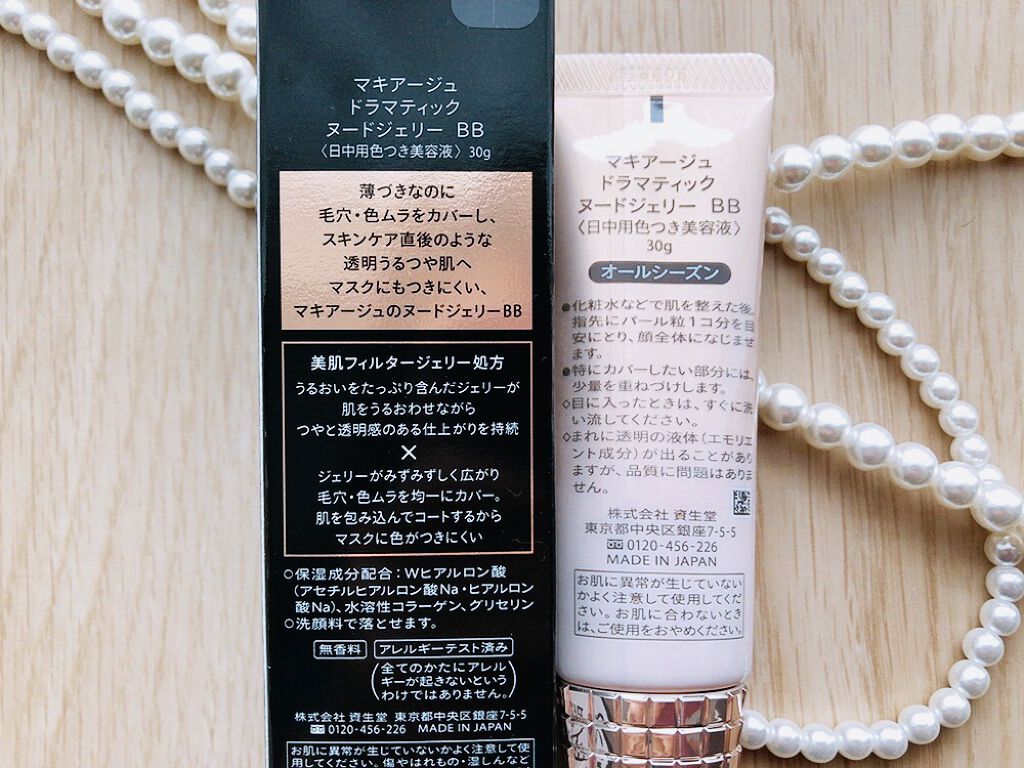 マキアージュ
ドラマティック
ヌードジェリー BB
〈日中用色つき美容液〉30g
薄づきなのに
毛穴・色ムラをカバーし、
スキンケア直後のような
透明うるつや肌へ
マスクにもつきにくい、
マキアージュのヌードジェリーBB
美肌フィルタージェリー処方
うるおいをたっぷり含んだジェリーが
肌をうるおわせながら
つやと透明感のある仕上がりを持続
×
ジェリーがみずみずしく広がり
毛穴・色ムラを均一にカバー。
肌を包み込んでコートするから
マスクに色がつきにくい
○保湿成分配合：Wヒアルロン酸
（アセチルヒアルロン酸Na・ヒアルロン
酸Na）、水溶性コラーゲン、グリセリン
○洗顔料で落とせます。
無香料 アレルギーテスト済み
（全てのかたにアレル
ギーが起きないという
わけではありません。）
株式会社 資生堂 東京都中央区銀座7-5-5
0120-456-226 MADE IN JAPAN
お肌に異常が生じていないかよく注意して使
用してください。傷やはれもの・湿しんなど
マキアージュ
ドラマティック
ヌードジェリー BB
〈日中用色つき美容液〉
30g
オールシーズン
●化粧水などで肌を整えた後、
指先にパール粒1コ分を目
安にとり、顔全体になじませ
ます。
●特にカバーしたい部分には、
少量を重ねづけします。
◇目に入ったときは、すぐに洗
い流してください。
◇まれに透明の液体（エモリエ
ント成分）が出ることがあり
ますが、品質に問題はありま
せん。
株式会社 資生堂
東京都中央区銀座7-5-5
0120-456-226
MADE IN JAPAN
お肌に異常が生じていない
かよく注意して使用してくだ
さい。お肌に合わないとき
は、ご使用をおやめください。